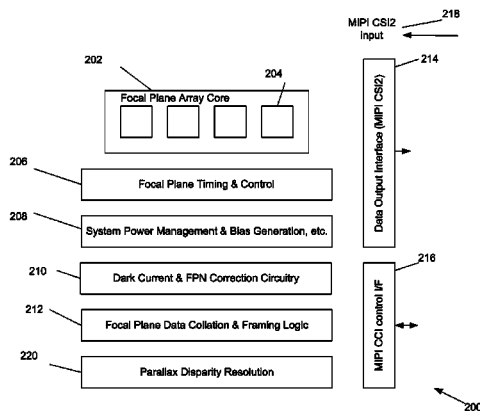 MIPI CSI2
input
218
202
204
214
Focal Plane Array Core
Data Output Interface (MIPI CSI2)
206
Focal Plane Timing & Control
208
System Power Management & Bias Generation, etc.
210
Dark Current & FPN Correction Circuitry
216
MIPI CCI control I/F
212
Focal Plane Data Collation & Framing Logic
220
Parallax Disparity Resolution
200